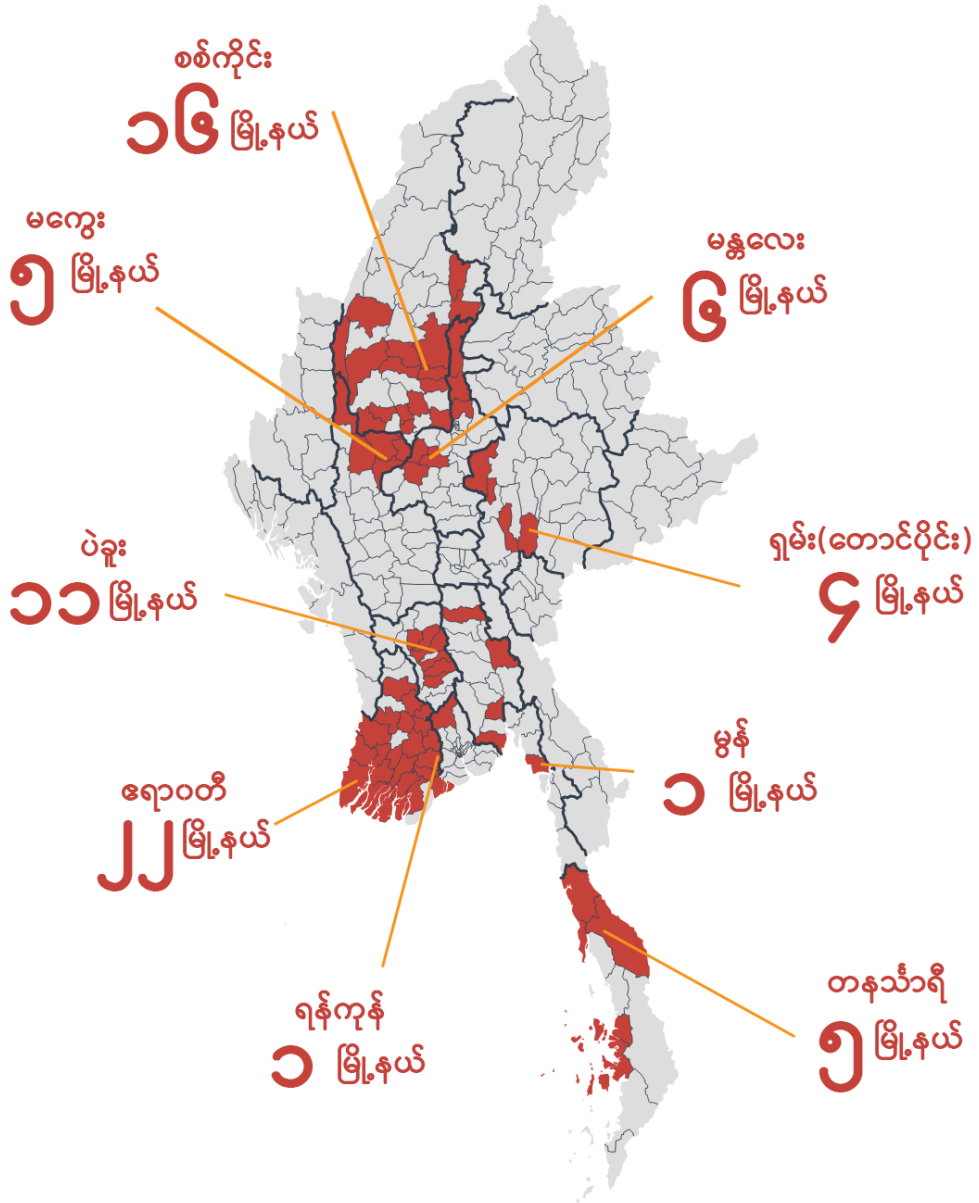 စစ်ကိုင်း
၁၆ မြို့နယ်
မကွေး
၅ မြို့နယ်
မန္တလေး
၆ မြို့နယ်
ပဲခူး
၁၁ မြို့နယ်
ရှမ်း(တောင်ပိုင်း)
၄ မြို့နယ်
မွန်
၁ မြို့နယ်
ဧရာဝတီ
၂၂ မြို့နယ်
ရန်ကုန်
၁ မြို့နယ်
တနင်္သာရီ
၅ မြို့နယ်